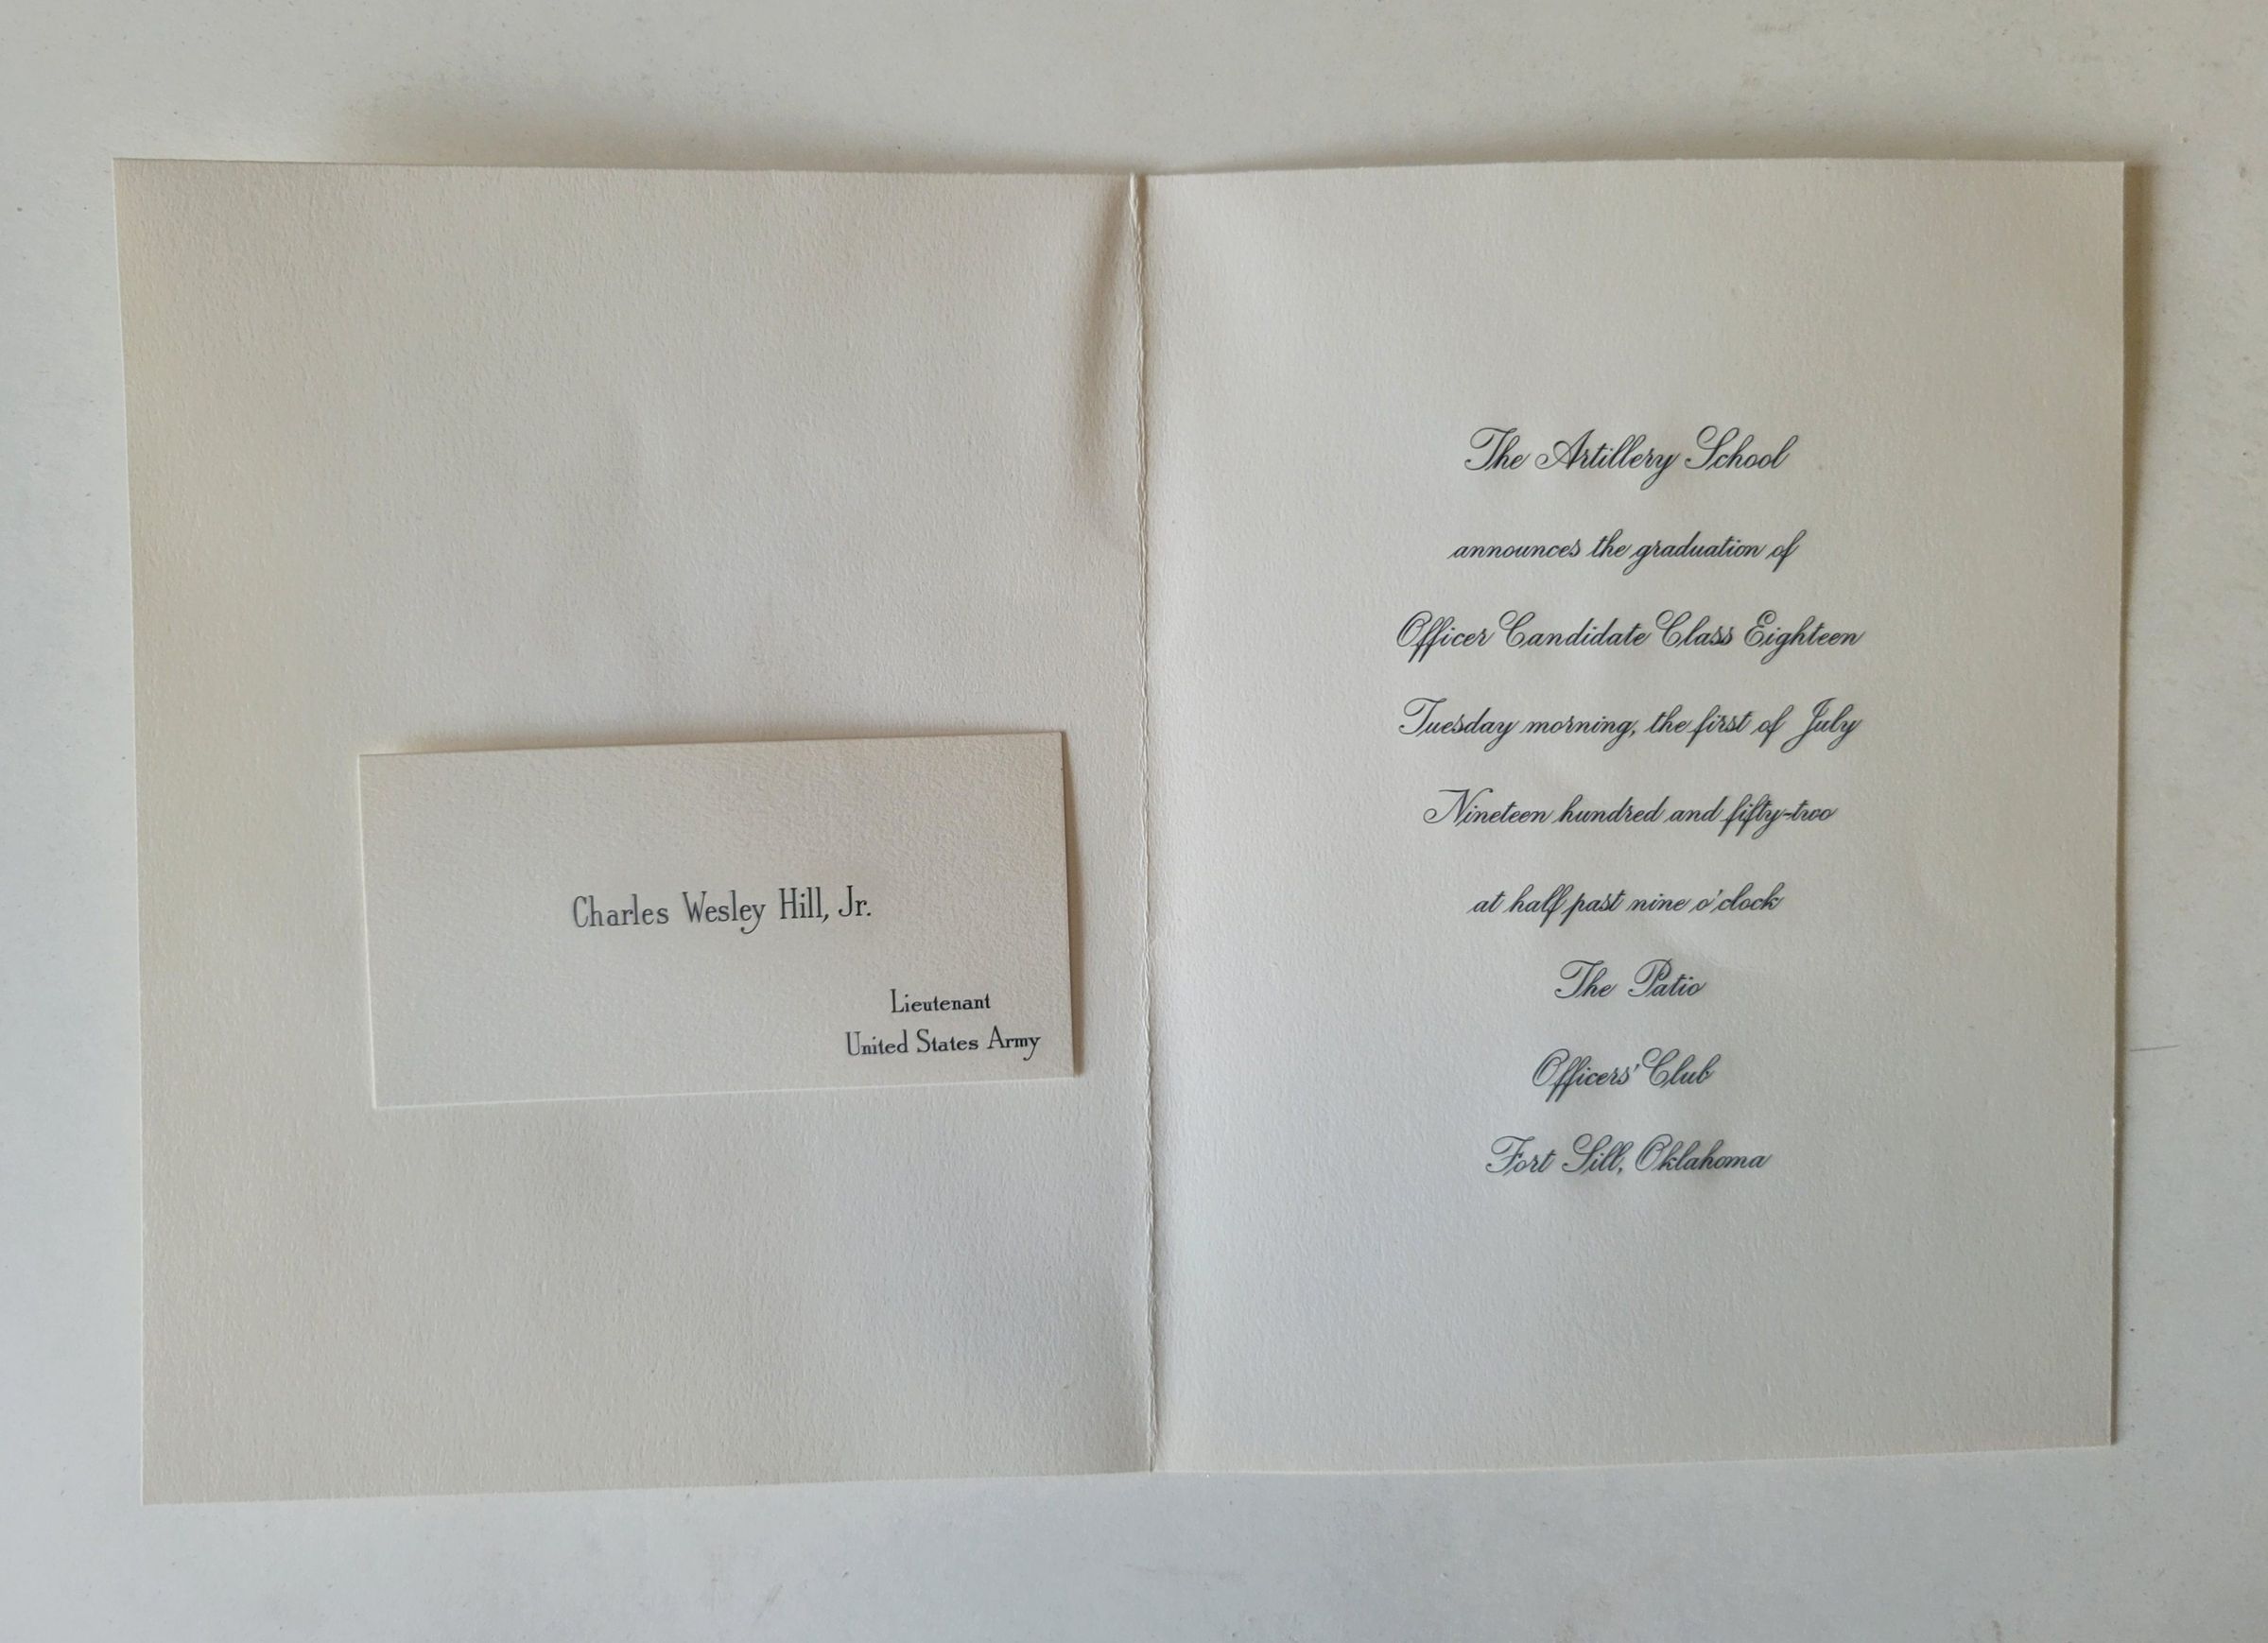 Charles Wesley Hill, Jr.
Lieutenant
United States Army
The Artillery School
announces the graduation of
Officer Candidate Class Eighteen
Tuesday morning, the first of July
Nineteen hundred and fifty-two
at half past nine o'clock
The Patio
Officers' Club
Fort Sill, Oklahoma